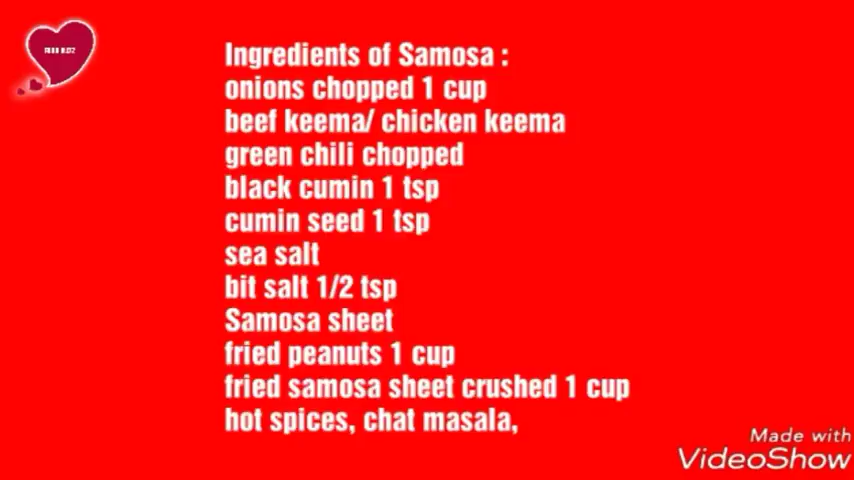 Ingredients of Samosa :
onions chopped 1 cup
beef keema/ chicken keema
green chili chopped
black cumin 1 tsp
cumin seed 1 tsp
sea salt
bit salt 1/2 tsp
Samosa sheet
fried peanuts 1 cup
fried samosa sheet crushed 1 cup
hot spices, chat masala,
Made with
VideoShow